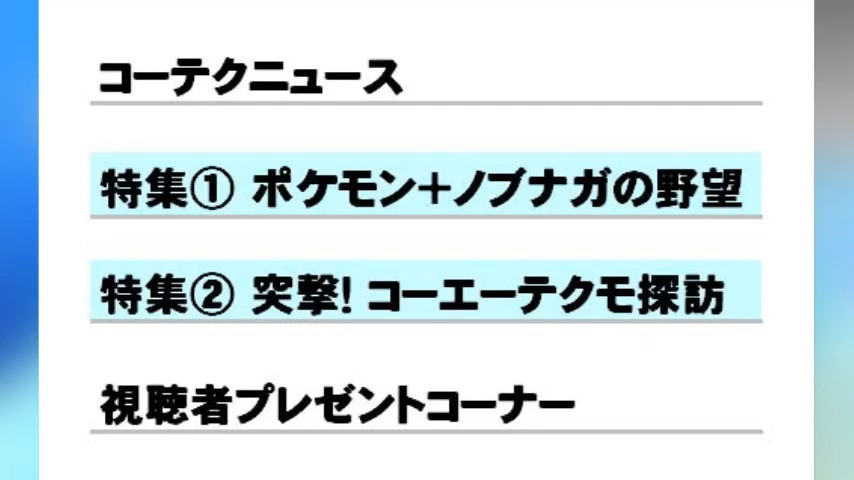 コーテクニュース
特集① ポケモン＋ノブナガの野望
特集② 突撃! コーエーテクモ探訪
視聴者プレゼントコーナー